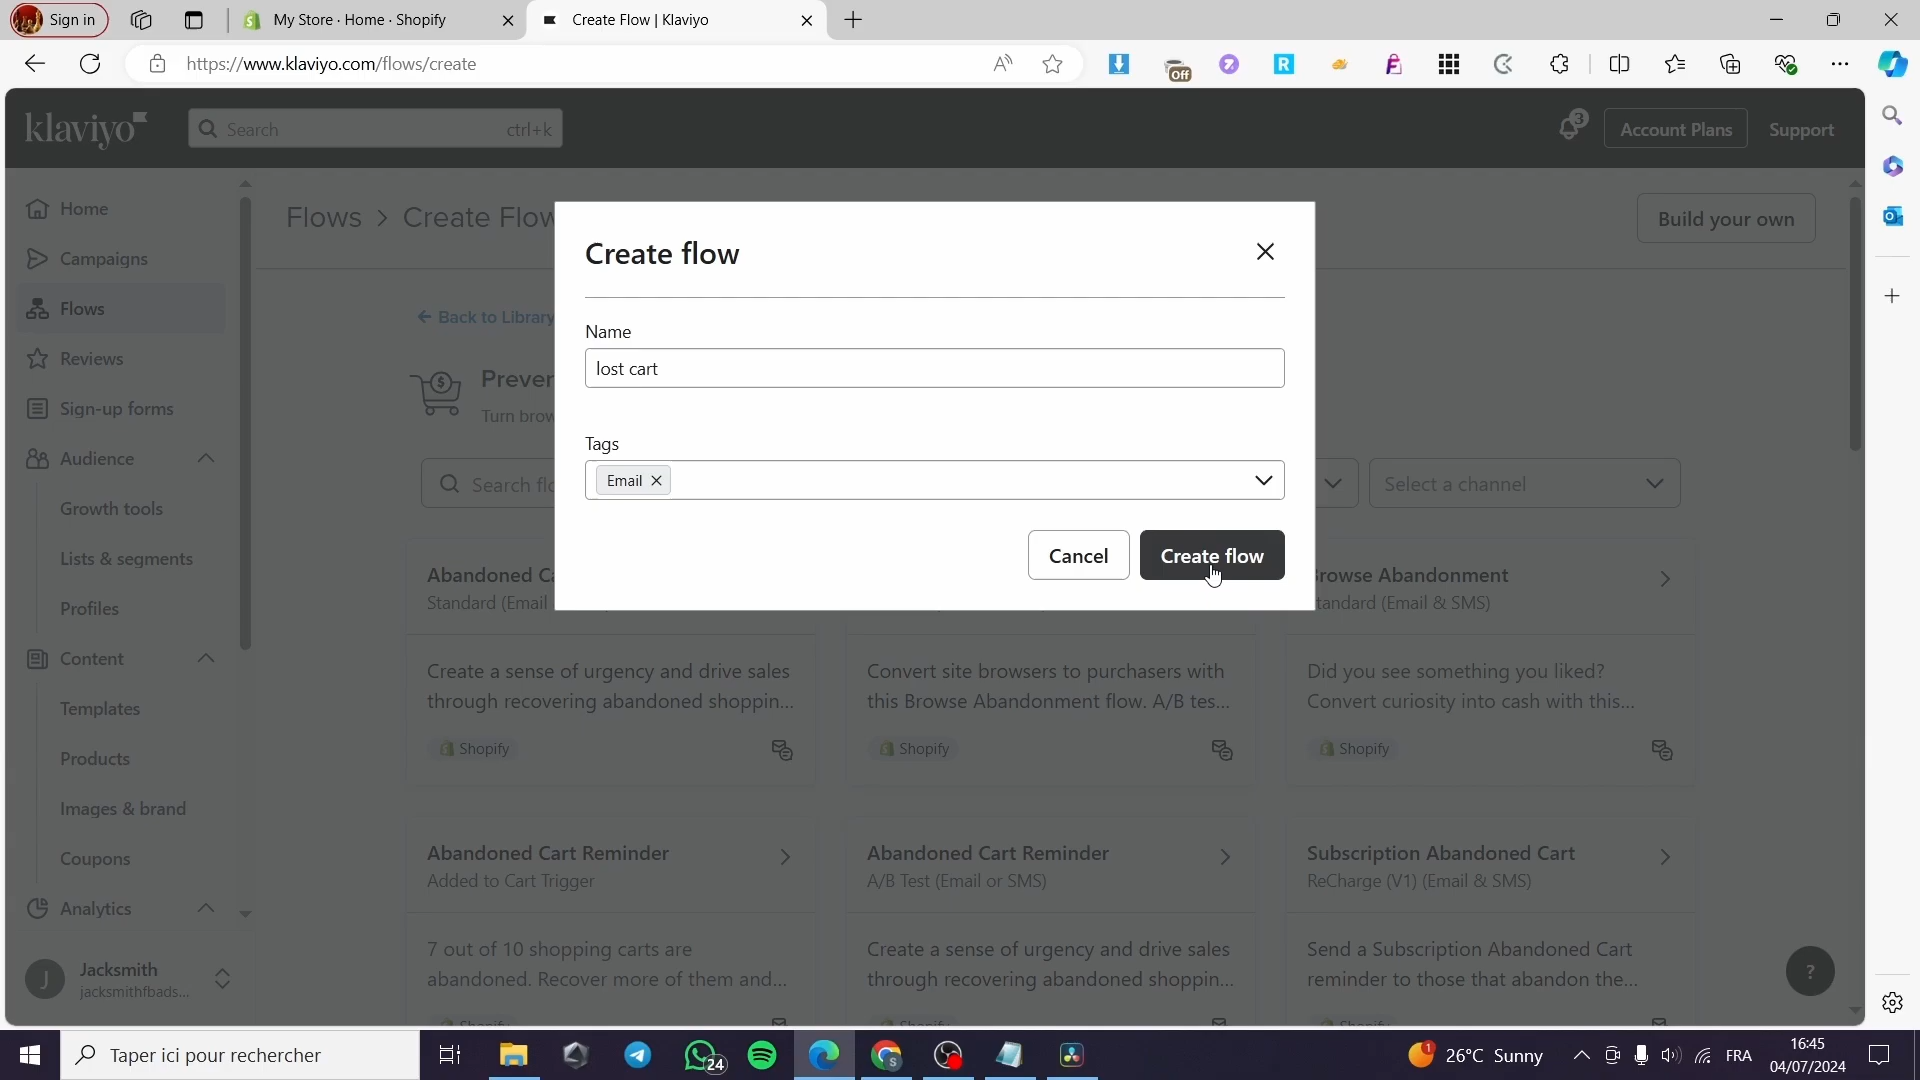 Sign in
My Store · Home · Shopify
Create Flow | Klaviyo
https://www.klaviyo.com/flows/create
Off
klaviyo
Search
ctrl+k
3
Account Plans
Support
Home
Campaigns
Flows
Reviews
Sign-up forms
Audience
Growth tools
Lists & segments
Profiles
Content
Templates
Products
Images & brand
Coupons
Analytics
J
Jacksmith
jacksmithfbads...
Flows > Create Flow
Build your own
Back to Library
Select a channel
Create flow
Name
lost cart
Tags
Email
Cancel
Create flow
Standard (Email
Browse Abandonment
Standard (Email & SMS)
Create a sense of urgency and drive sales
through recovering abandoned shoppin...
Shopify
Convert site browsers to purchasers with
this Browse Abandonment flow. A/B tes...
Shopify
Did you see something you liked?
Convert curiosity into cash with this...
Shopify
Abandoned Cart Reminder
Added to Cart Trigger
7 out of 10 shopping carts are
abandoned. Recover more of them and...
Abandoned Cart Reminder
A/B Test (Email or SMS)
Create a sense of urgency and drive sales
through recovering abandoned shoppin...
Subscription Abandoned Cart
ReCharge (V1) (Email & SMS)
Send a Subscription Abandoned Cart
reminder to those that abandon the...
?
Taper ici pour rechercher
24
1
26°C Sunny
FRA
16:45
04/07/2024